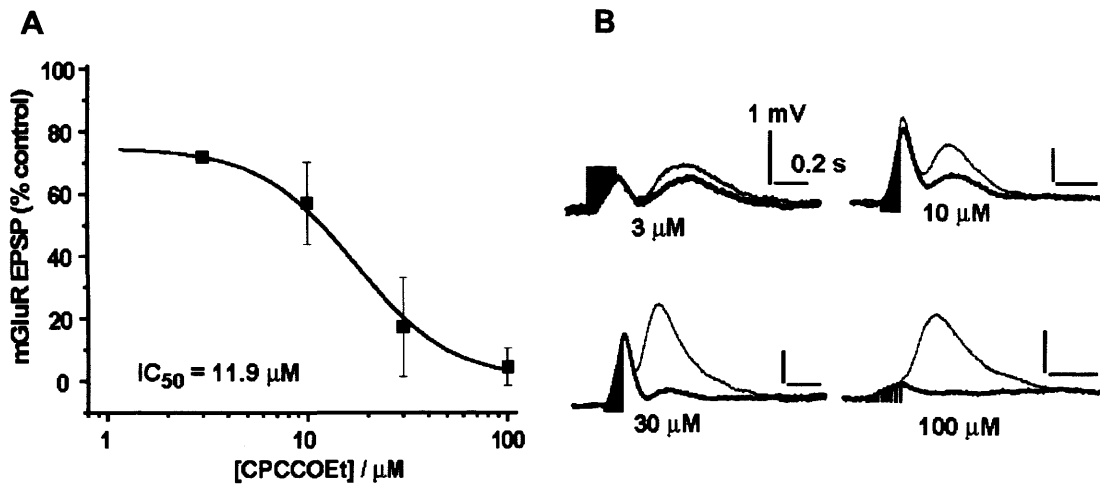 A
mGluR EPSP (% control)
100
80
60
40
20
0
IC50 = 11.9 µM
1
10
100
[CPCCOEt] / µM
B
1 mV
0.2 s
3 µM
10 µM
30 µM
100 µM